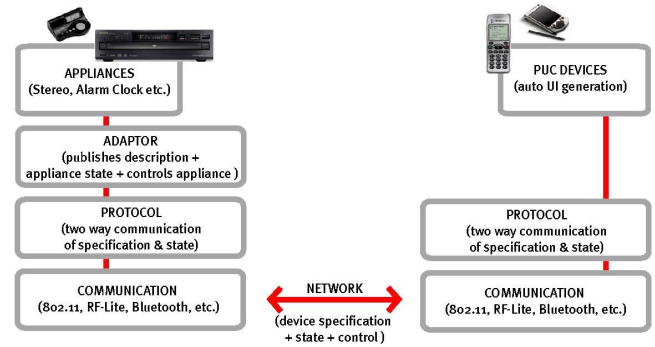 APPLIANCES
(Stereo, Alarm Clock etc.)
ADAPTOR
(publishes description +
appliance state + controls appliance )
PROTOCOL
(two way communication
of specification & state)
COMMUNICATION
(802.11, RF-Lite, Bluetooth, etc.)
NETWORK
(device specification
+ state + control )
PUC DEVICES
(auto UI generation)
PROTOCOL
(two way communication
of specification & state)
COMMUNICATION
(802.11, RF-Lite, Bluetooth, etc.)